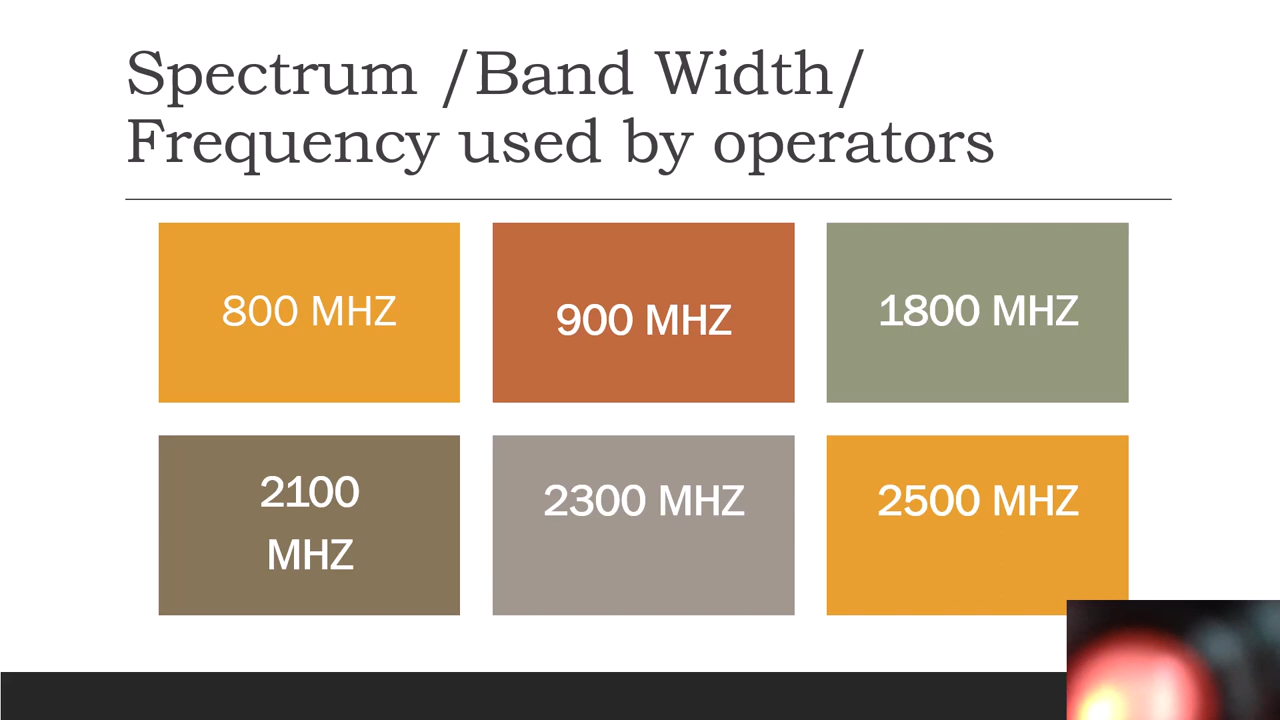 Spectrum /Band Width/
Frequency used by operators
800 MHZ
900 MHZ
1800 MHZ
2100
MHZ
2300 MHZ
2500 MHZ